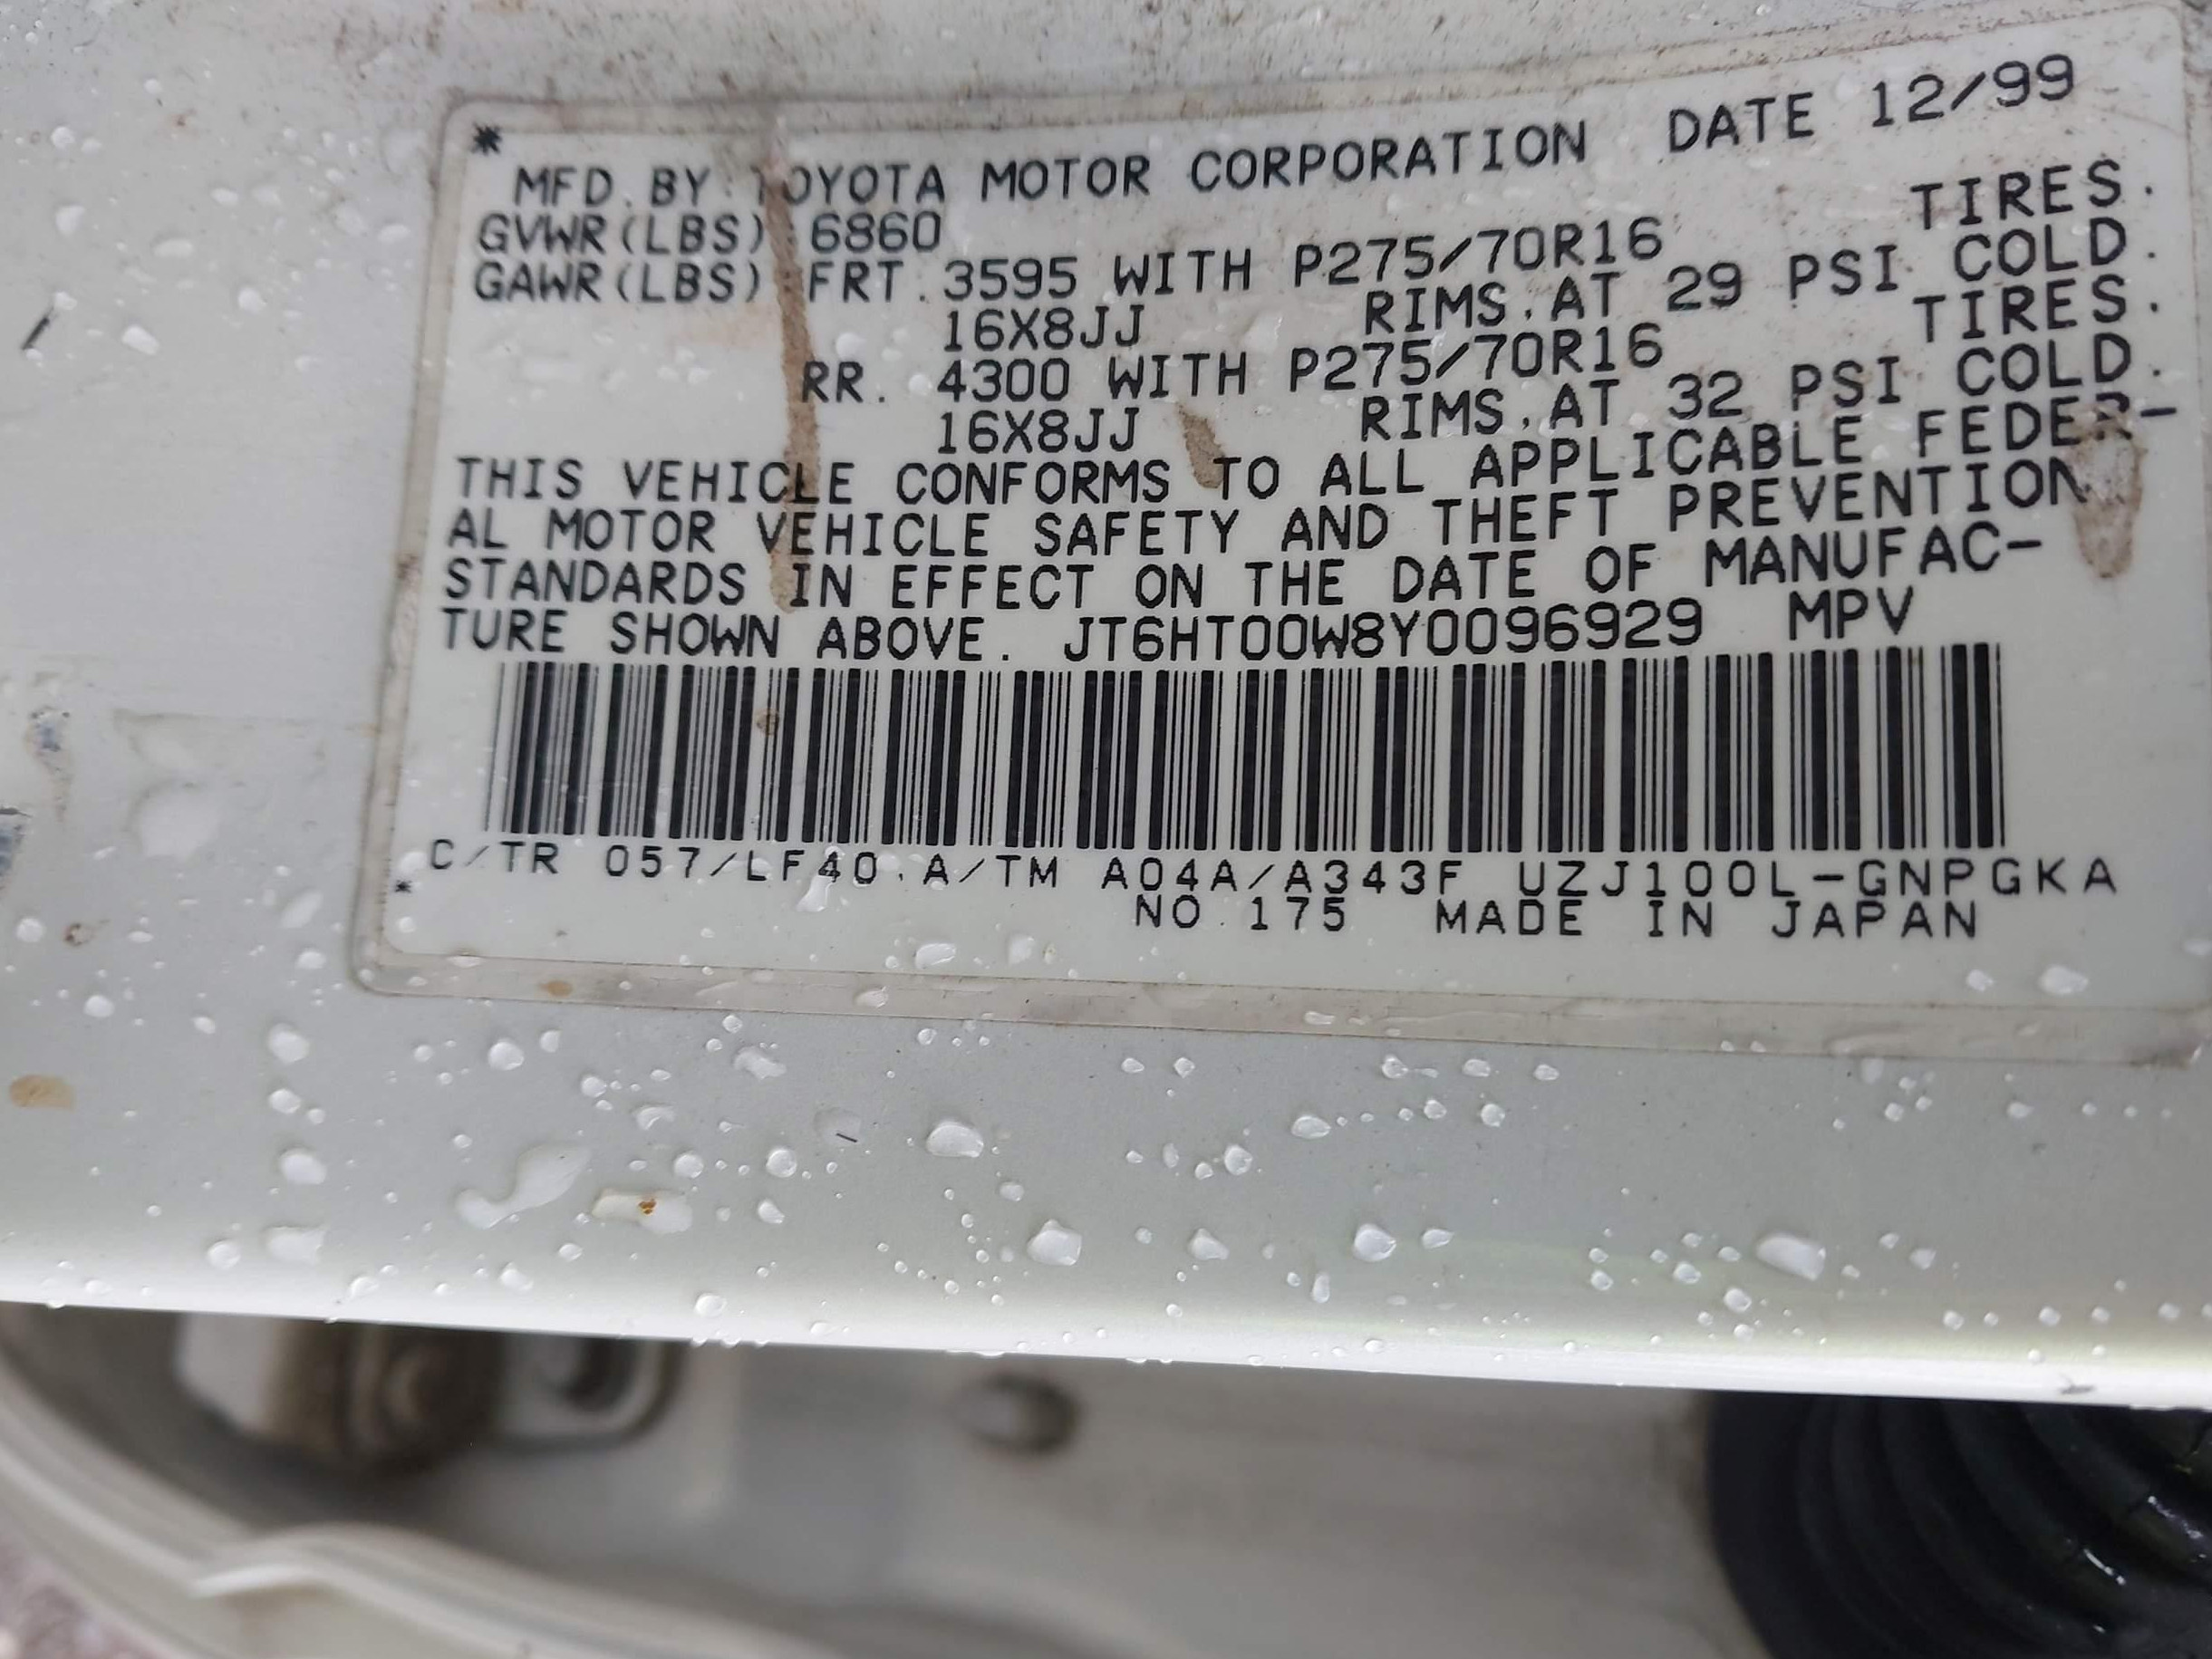 *
MFD. BY: TOYOTA MOTOR CORPORATION DATE 12/99
GVWR(LBS):6860
GAWR(LBS):FRT.3595 WITH P275/70R16 TIRES.
16X8JJ RIMS.AT 29 PSI COLD.
RR. 4300 WITH P275/70R16 TIRES.
16X8JJ RIMS.AT 32 PSI COLD.
THIS VEHICLE CONFORMS TO ALL APPLICABLE FEDER-
AL MOTOR VEHICLE SAFETY AND THEFT PREVENTION
STANDARDS IN EFFECT ON THE DATE OF MANUFAC-
TURE SHOWN ABOVE. JT6HT00W8Y0096929 MPV
C/TR 057/LF40.A/TM A04A/A343F UZJ100L-GNPGKA
* NO.175 MADE IN JAPAN